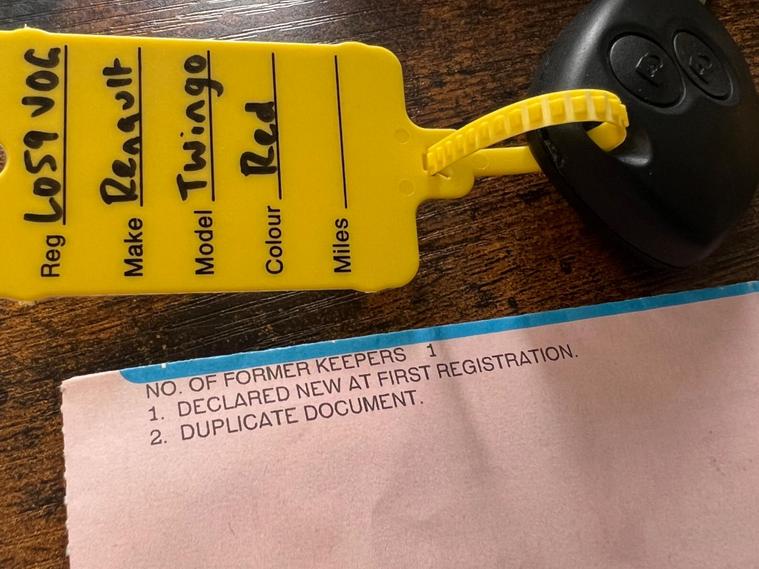 Reg LO59 VOG
Make Renault
Model Twingo
Colour Red
Miles
NO. OF FORMER KEEPERS 1
1. DECLARED NEW AT FIRST REGISTRATION.
2. DUPLICATE DOCUMENT.